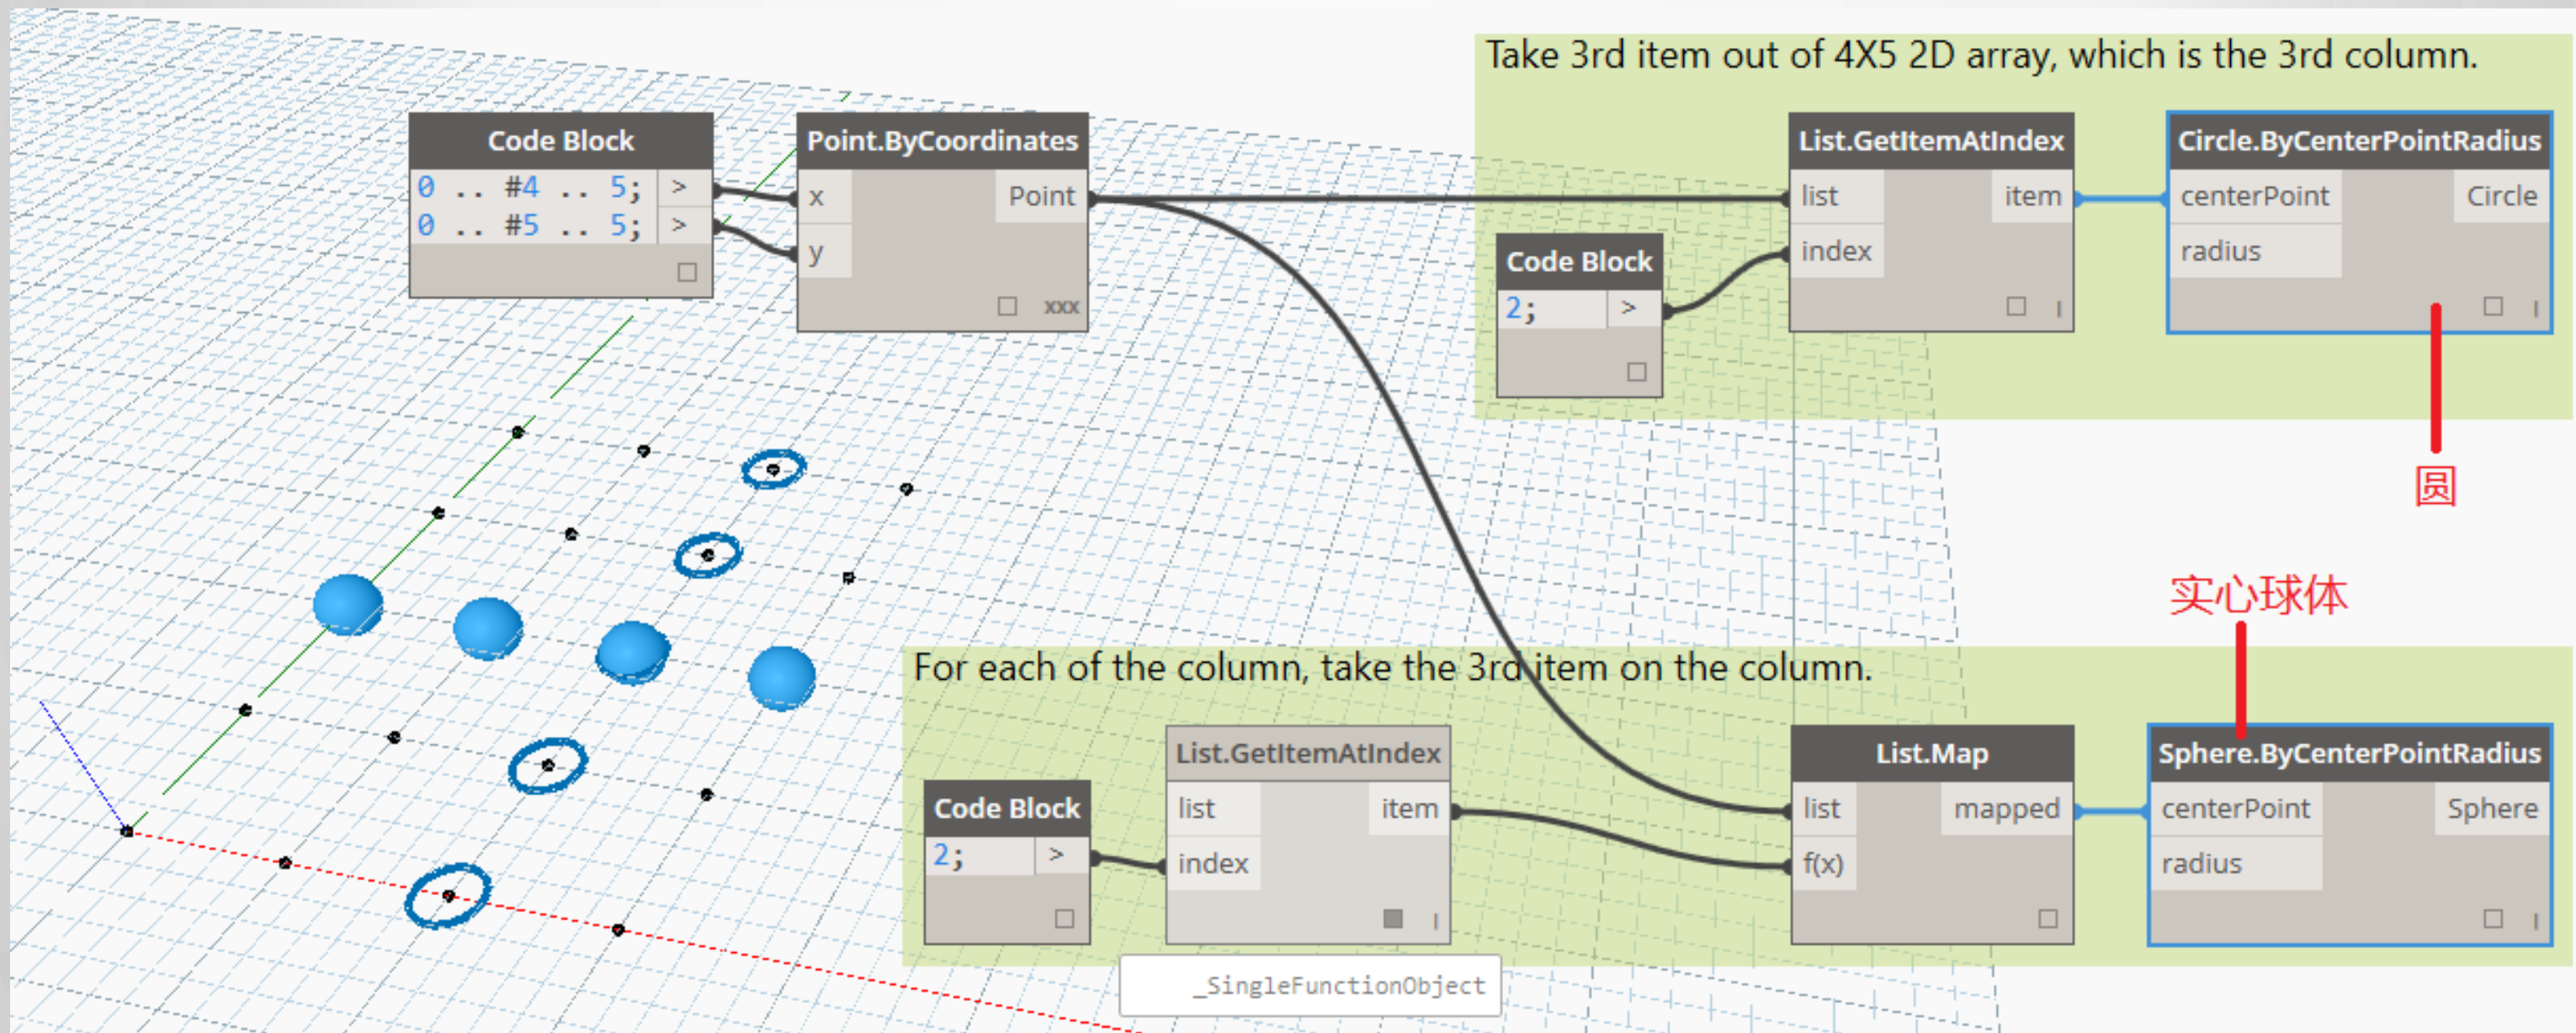 Take 3rd item out of 4X5 2D array, which is the 3rd column.
Code Block
0 .. #4 .. 5; >
0 .. #5 .. 5; >
Point.ByCoordinates
x Point
y
xxx
List.GetItemAtIndex
list item
index
I
Code Block
2; >
Circle.ByCenterPointRadius
centerPoint Circle
radius
I
圆
实心球体
For each of the column, take the 3rd item on the column.
Code Block
2; >
List.GetItemAtIndex
list item
index
I
_SingleFunctionObject
List.Map
list mapped
f(x)
Sphere.ByCenterPointRadius
centerPoint Sphere
radius
I